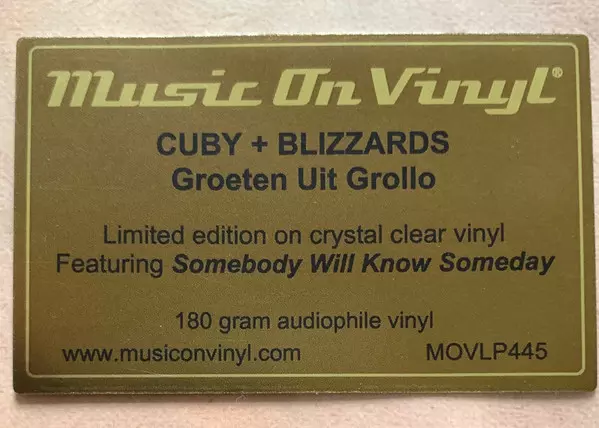 Music On Vinyl®
CUBY + BLIZZARDS
Groeten Uit Grollo
Limited edition on crystal clear vinyl
Featuring Somebody Will Know Someday
180 gram audiophile vinyl
www.musiconvinyl.com MOVLP445